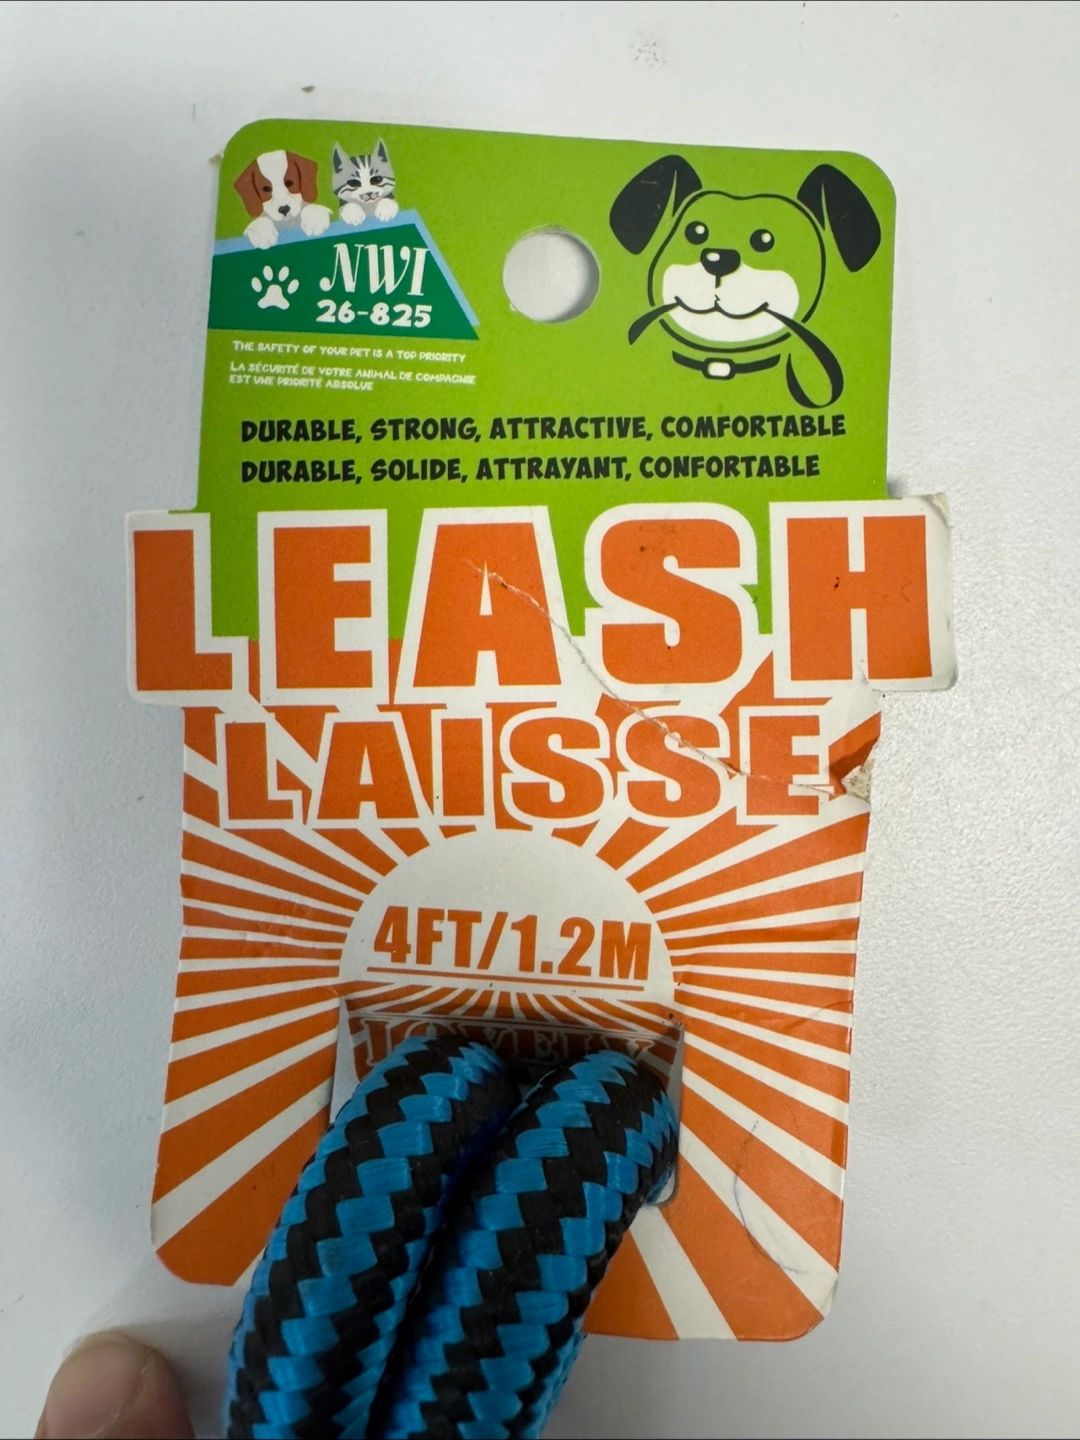 NWI
26-825
THE SAFETY OF YOUR PET IS A TOP PRIORITY
LA SÉCURITÉ DE VOTRE ANIMAL DE COMPAGNIE
EST UNE PRIORITÉ ABSOLUE
DURABLE, STRONG, ATTRACTIVE, COMFORTABLE
DURABLE, SOLIDE, ATTRAYANT, CONFORTABLE
LEASH
LAISSE
4FT/1.2M